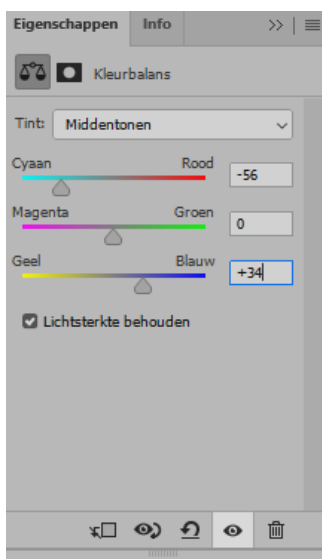 Eigenschappen Info
Kleurbalans
Tint: Middentonen
Cyaan Rood -56
Magenta Groen 0
Geel Blauw +34
Lichtsterkte behouden